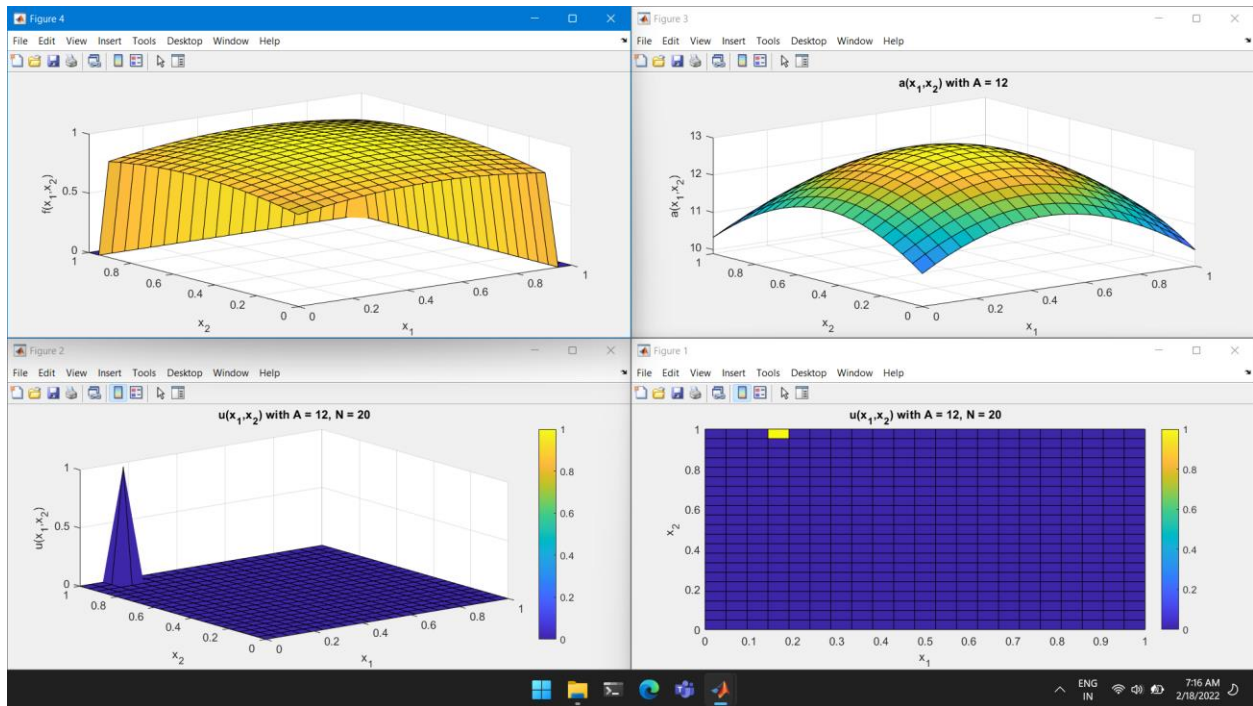 Figure 4
File Edit View Insert Tools Desktop Window Help
1
0.5
0
f(x1,x2)
1
0.8
0.6
0.4
0.2
0
x2
0
0.2
0.4
0.6
0.8
1
x1
Figure 3
File Edit View Insert Tools Desktop Window Help
a(x1,x2) with A = 12
13
12
11
10
a(x1,x2)
1
0.8
0.6
0.4
0.2
0
x2
0
0.2
0.4
0.6
0.8
1
x1
Figure 2
File Edit View Insert Tools Desktop Window Help
u(x1,x2) with A = 12, N = 20
1
0.5
0
u(x1,x2)
1
0.8
0.6
0.4
0.2
0
x2
0
0.2
0.4
0.6
0.8
1
x1
1
0.8
0.6
0.4
0.2
0
Figure 1
File Edit View Insert Tools Desktop Window Help
u(x1,x2) with A = 12, N = 20
1
0.8
0.6
0.4
0.2
0
x2
0 0.1 0.2 0.3 0.4 0.5 0.6 0.7 0.8 0.9 1
x1
1
0.8
0.6
0.4
0.2
0
ENG
IN
7:16 AM
2/18/2022